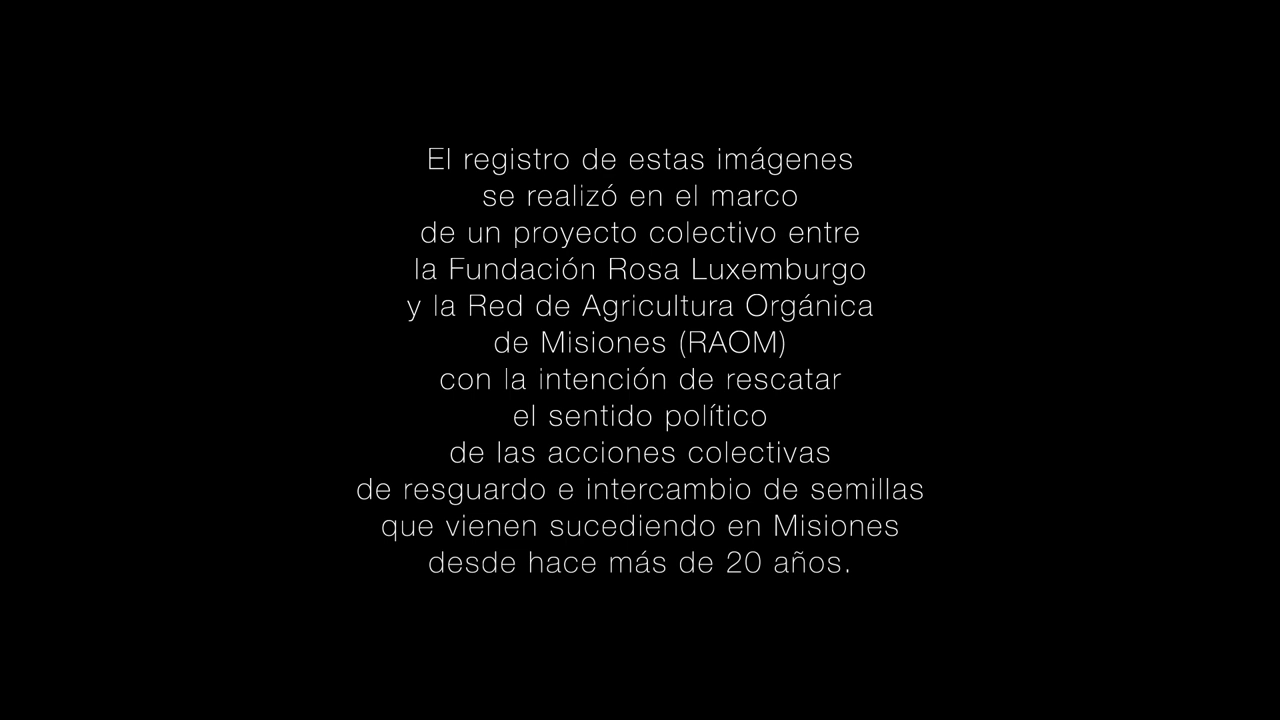 El registro de estas imágenes
se realizó en el marco
de un proyecto colectivo entre
la Fundación Rosa Luxemburgo
y la Red de Agricultura Orgánica
de Misiones (RAOM)
con la intención de rescatar
el sentido político
de las acciones colectivas
de resguardo e intercambio de semillas
que vienen sucediendo en Misiones
desde hace más de 20 años.